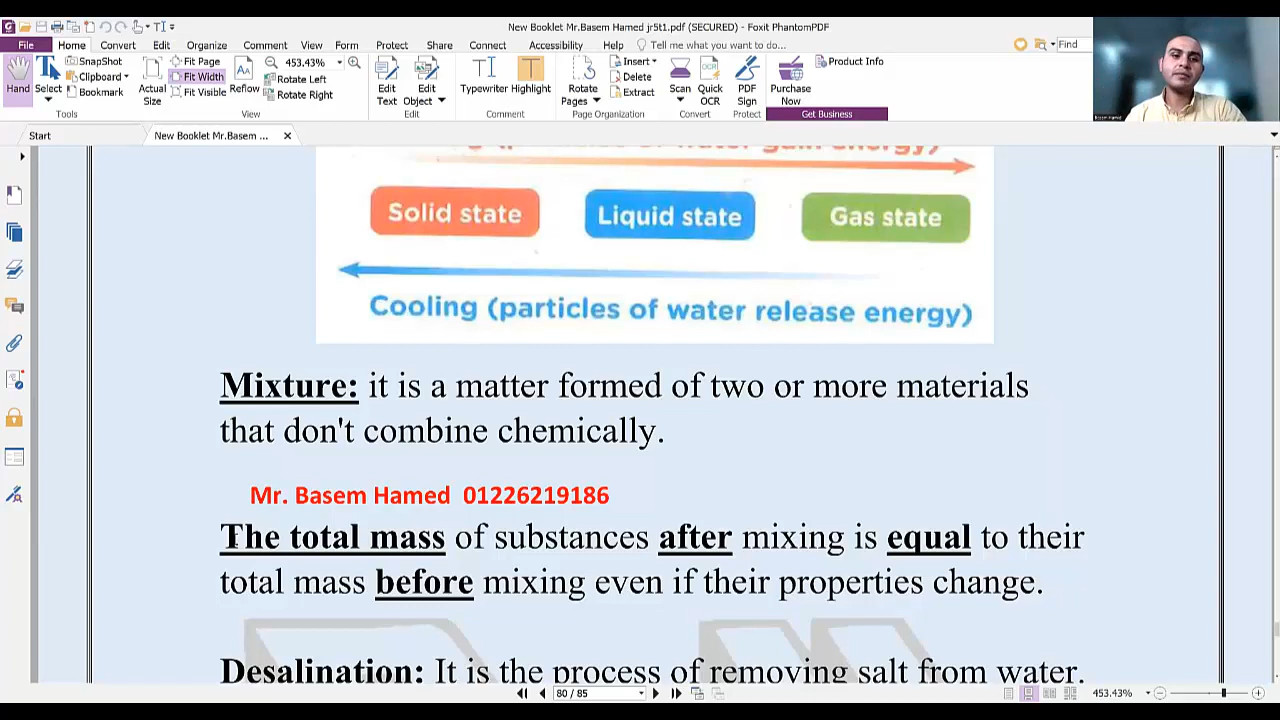 New Booklet Mr.Basem Hamed jr5t1.pdf (SECURED) - Foxit PhantomPDF
File Home Convert Edit Organize Comment View Form Protect Share Connect Accessibility Help Tell me what you want to do... Find
Hand Select SnapShot Clipboard Bookmark Actual Size Fit Page Fit Width Fit Visible Reflow 453.43% Rotate Left Rotate Right Edit Text Edit Object Typewriter Highlight Rotate Pages Insert Delete Extract Scan Quick OCR PDF Sign Purchase Now Product Info
Tools View Edit Comment Page Organization Convert Protect Get Business
Start New Booklet Mr.Basem ...
Basem Hamed
of water gain energy)
Solid state Liquid state Gas state
Cooling (particles of water release energy)
Mixture: it is a matter formed of two or more materials
that don't combine chemically.
Mr. Basem Hamed 01226219186
The total mass of substances after mixing is equal to their
total mass before mixing even if their properties change.
Desalination: It is the process of removing salt from water.
80 / 85 453.43%